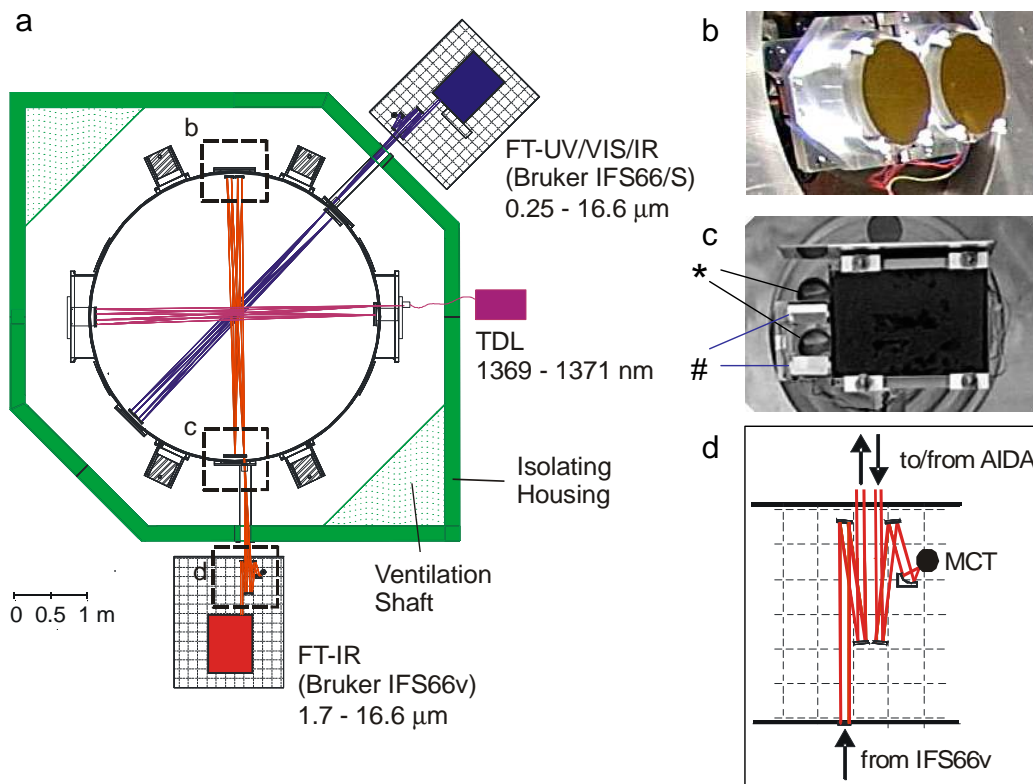 a
b
FT-UV/VIS/IR
(Bruker IFS66/S)
0.25 - 16.6 μm
TDL
1369 - 1371 nm
c
Isolating
Housing
Ventilation
Shaft
d
0 0.5 1 m
FT-IR
(Bruker IFS66v)
1.7 - 16.6 μm
b
c
*
#
d
to/from AIDA
MCT
from IFS66v